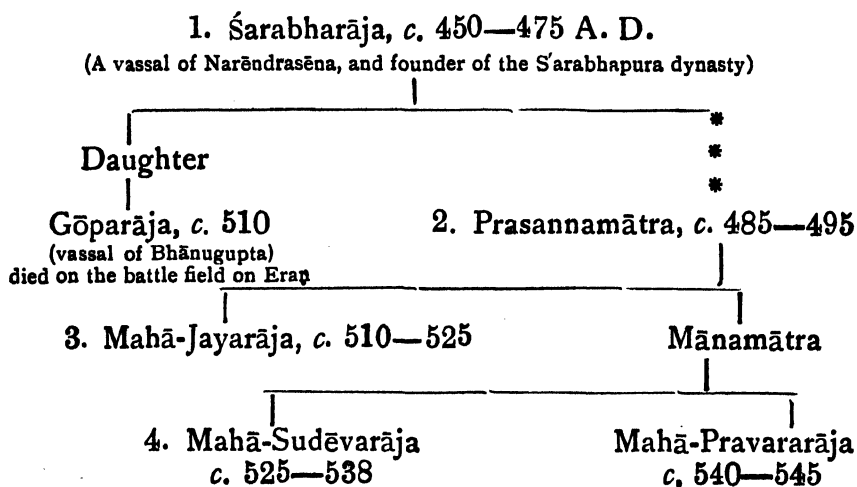 1. Śarabharāja, c. 450—475 A. D.
(A vassal of Narēndrasēna, and founder of the S'arabhapura dynasty)
*
Daughter *
*
Gōparāja, c. 510 2. Prasannamātra, c. 485—495
(vassal of Bhānugupta)
died on the battle field on Eraṇ
3. Mahā-Jayarāja, c. 510—525 Mānamātra
4. Mahā-Sudēvarāja Mahā-Pravararāja
c. 525—538 c, 540—545